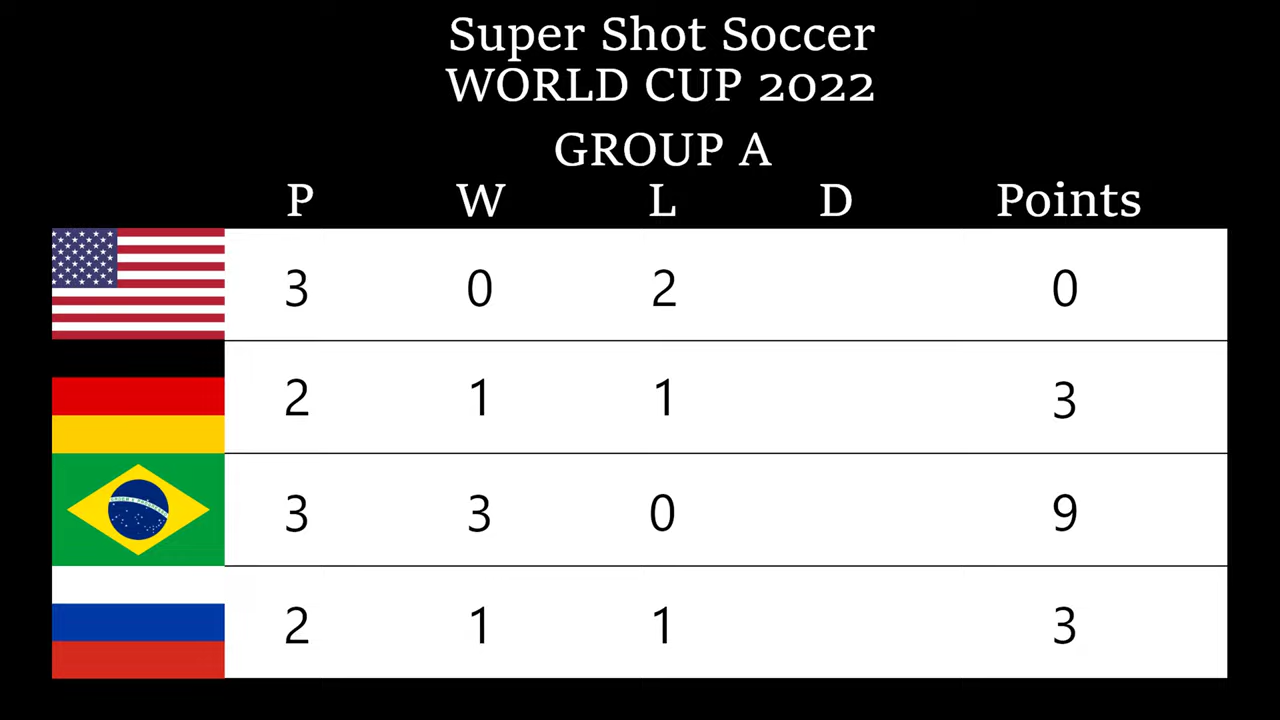 Super Shot Soccer
WORLD CUP 2022
GROUP A
P W L D Points
3 0 2 0
2 1 1 3
3 3 0 9
2 1 1 3